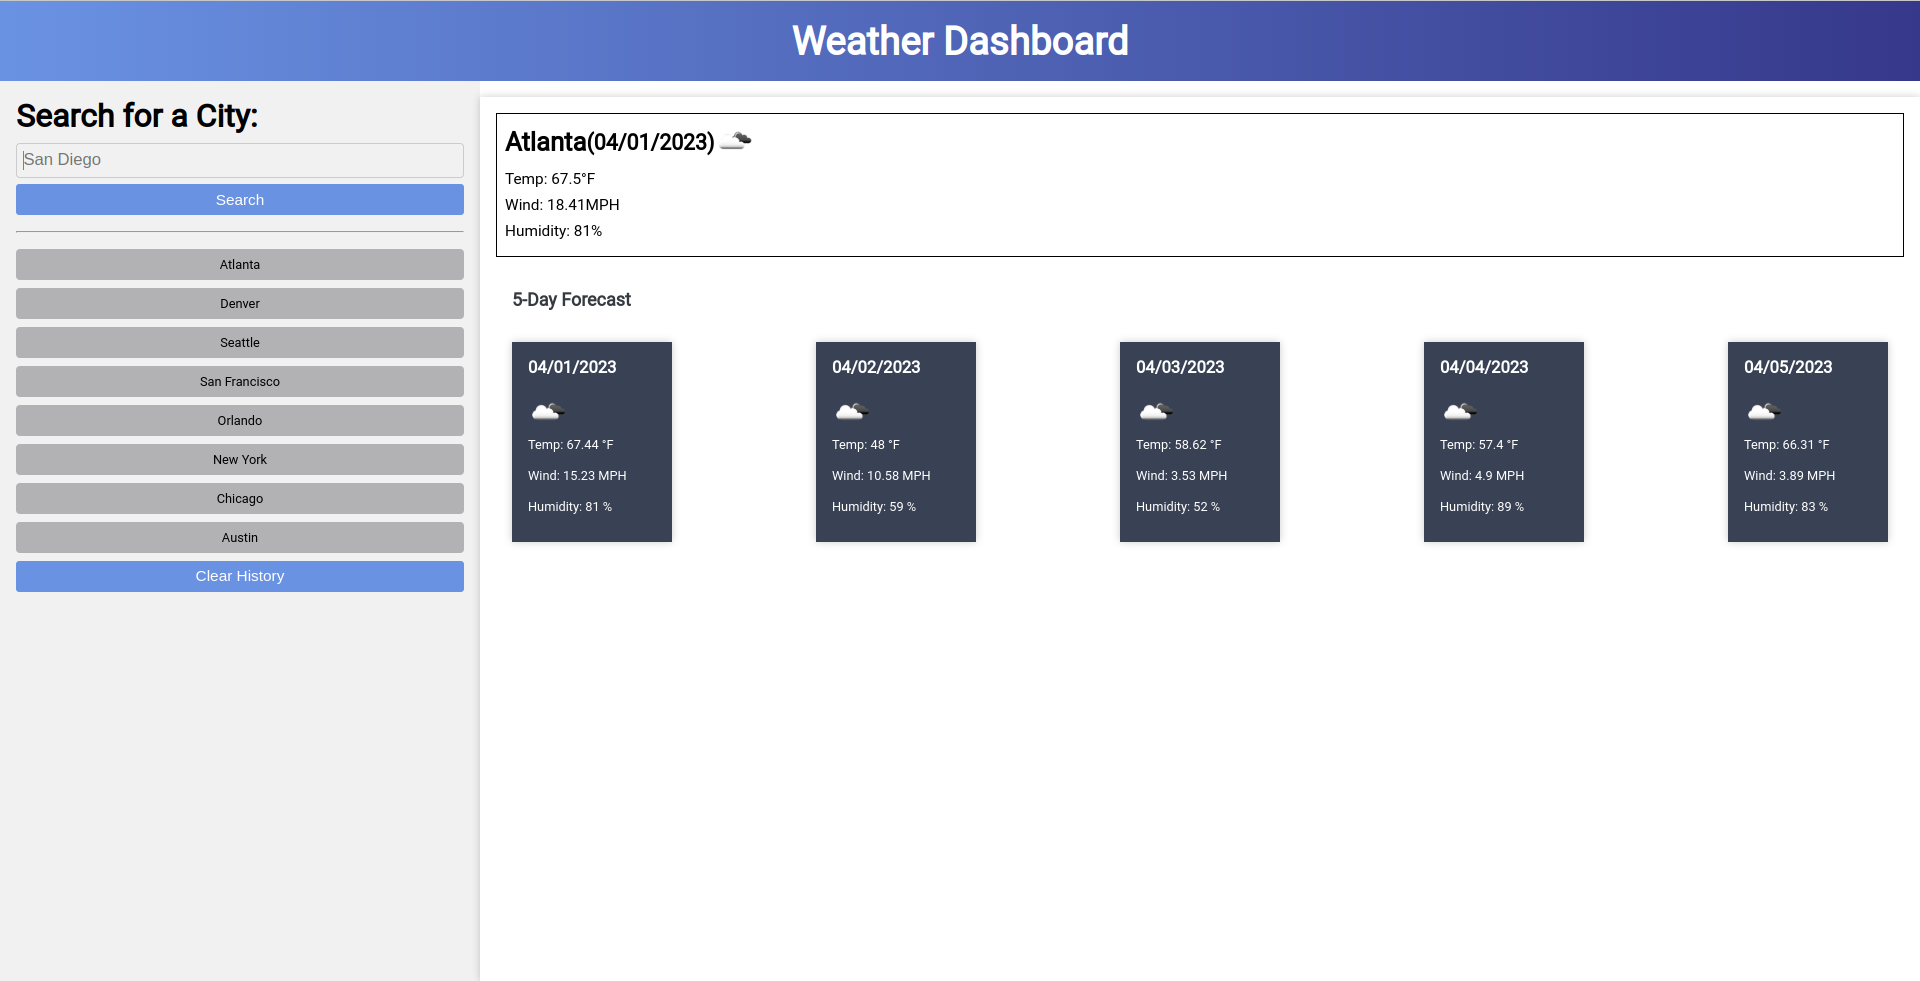 Weather Dashboard
Search for a City:
San Diego
Search
Atlanta
Denver
Seattle
San Francisco
Orlando
New York
Chicago
Austin
Clear History
Atlanta(04/01/2023)
Temp: 67.5°F
Wind: 18.41MPH
Humidity: 81%
5-Day Forecast
04/01/2023
Temp: 67.44 °F
Wind: 15.23 MPH
Humidity: 81 %
04/02/2023
Temp: 48 °F
Wind: 10.58 MPH
Humidity: 59 %
04/03/2023
Temp: 58.62 °F
Wind: 3.53 MPH
Humidity: 52 %
04/04/2023
Temp: 57.4 °F
Wind: 4.9 MPH
Humidity: 89 %
04/05/2023
Temp: 66.31 °F
Wind: 3.89 MPH
Humidity: 83 %